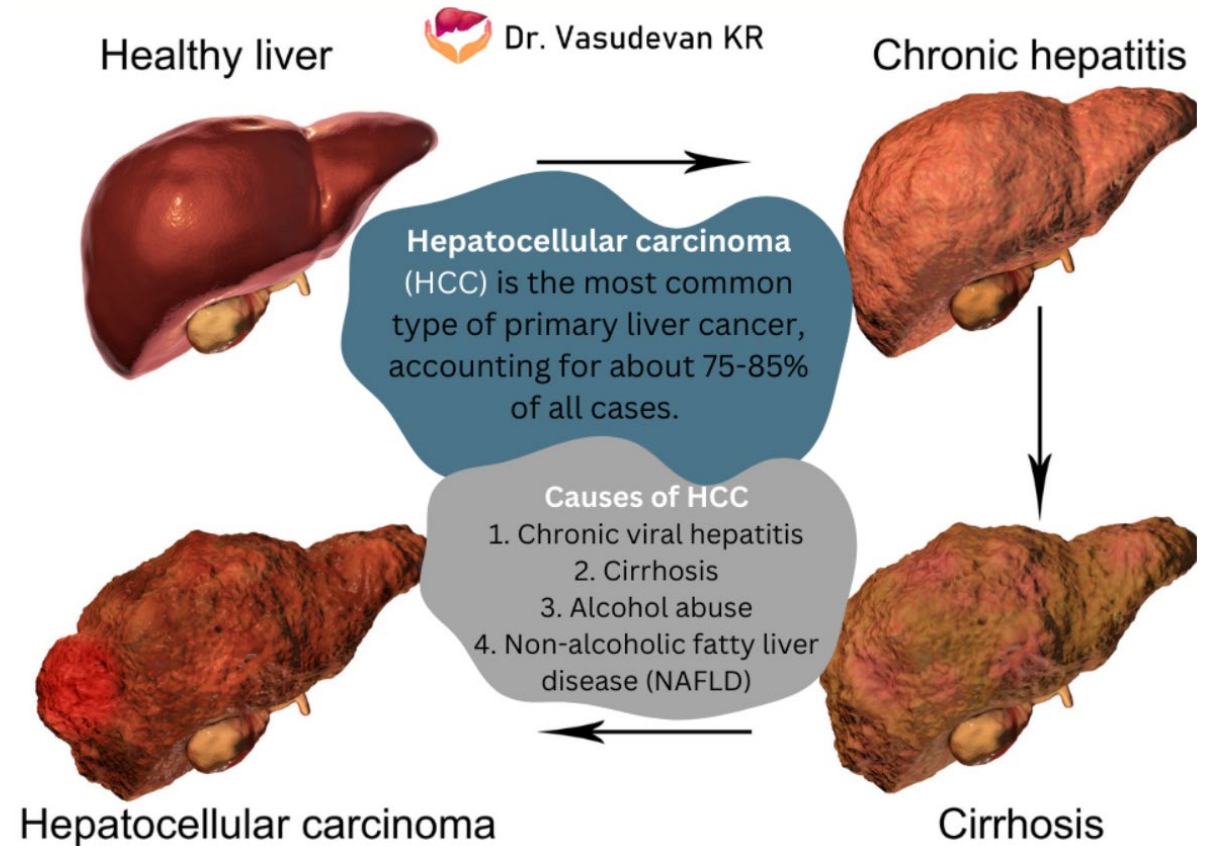 Dr. Vasudevan KR
Healthy liver
Chronic hepatitis
Hepatocellular carcinoma
(HCC) is the most common
type of primary liver cancer,
accounting for about 75-85%
of all cases.
Causes of HCC
1. Chronic viral hepatitis
2. Cirrhosis
3. Alcohol abuse
4. Non-alcoholic fatty liver
disease (NAFLD)
Hepatocellular carcinoma
Cirrhosis